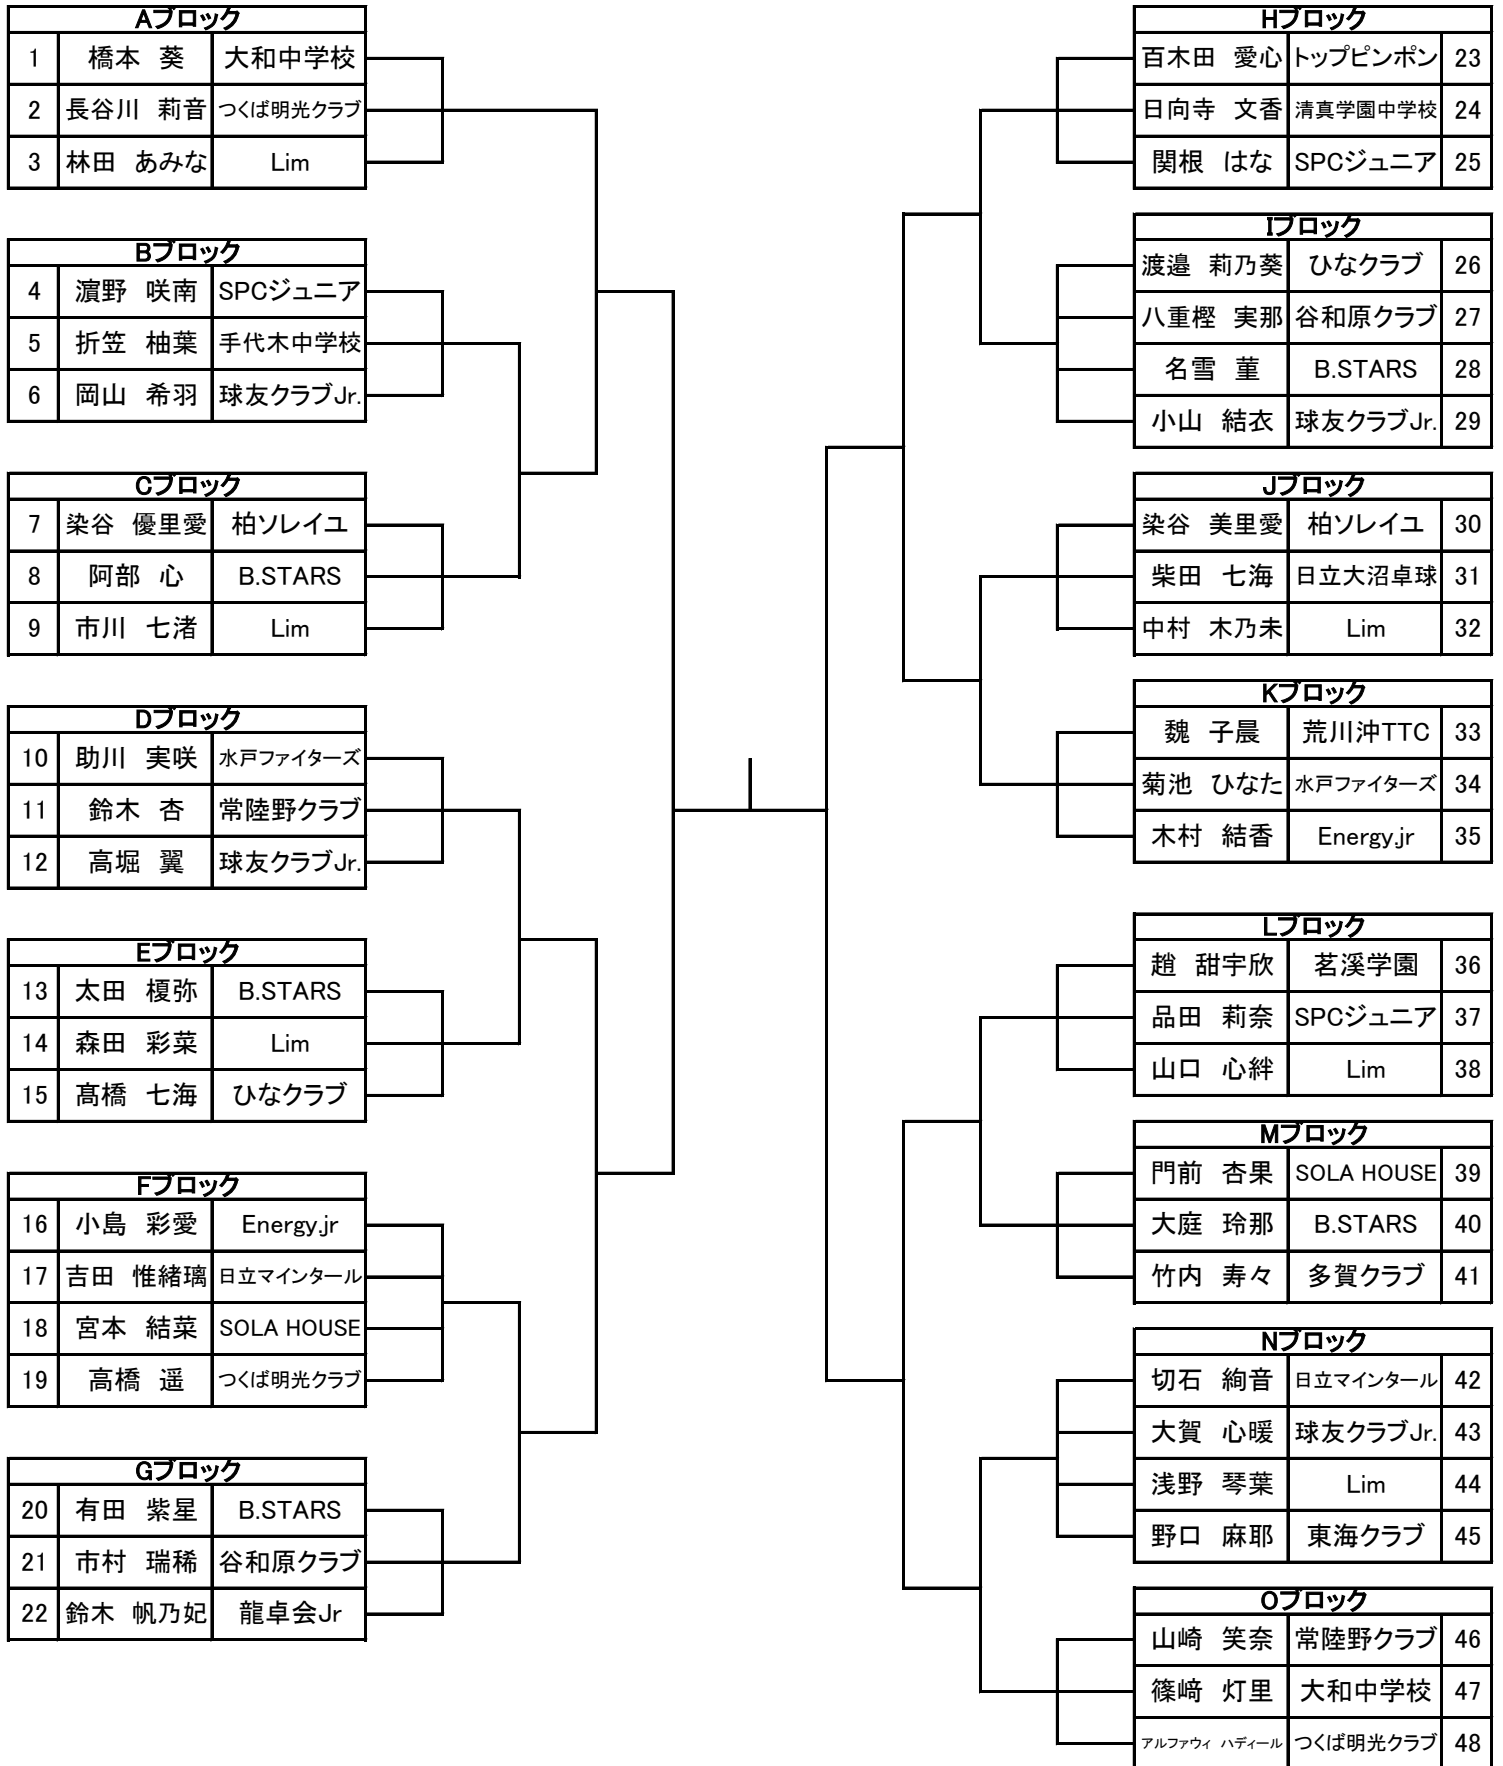 Aブロック
1 橋本 葵 大和中学校
2 長谷川 莉音 つくば明光クラブ
3 林田 あみな Lim
Bブロック
4 濵野 咲南 SPCジュニア
5 折笠 柚葉 手代木中学校
6 岡山 希羽 球友クラブJr.
Cブロック
7 染谷 優里愛 柏ソレイユ
8 阿部 心 B.STARS
9 市川 七渚 Lim
Dブロック
10 助川 実咲 水戸ファイターズ
11 鈴木 杏 常陸野クラブ
12 高堀 翼 球友クラブJr.
Eブロック
13 太田 榎弥 B.STARS
14 森田 彩菜 Lim
15 髙橋 七海 ひなクラブ
Fブロック
16 小島 彩愛 Energy.jr
17 吉田 惟緒璃 日立マインタール
18 宮本 結菜 SOLA HOUSE
19 高橋 遥 つくば明光クラブ
Gブロック
20 有田 紫星 B.STARS
21 市村 瑞稀 谷和原クラブ
22 鈴木 帆乃妃 龍卓会Jr
Hブロック
百木田 愛心 トップピンポン 23
日向寺 文香 清真学園中学校 24
関根 はな SPCジュニア 25
Iブロック
渡邉 莉乃葵 ひなクラブ 26
八重樫 実那 谷和原クラブ 27
名雪 菫 B.STARS 28
小山 結衣 球友クラブJr. 29
Jブロック
染谷 美里愛 柏ソレイユ 30
柴田 七海 日立大沼卓球 31
中村 木乃未 Lim 32
Kブロック
魏 子晨 荒川沖TTC 33
菊池 ひなた 水戸ファイターズ 34
木村 結香 Energy.jr 35
Lブロック
趙 甜宇欣 茗溪学園 36
品田 莉奈 SPCジュニア 37
山口 心絆 Lim 38
Mブロック
門前 杏果 SOLA HOUSE 39
大庭 玲那 B.STARS 40
竹内 寿々 多賀クラブ 41
Nブロック
切石 絢音 日立マインタール 42
大賀 心暖 球友クラブJr. 43
浅野 琴葉 Lim 44
野口 麻耶 東海クラブ 45
Oブロック
山崎 笑奈 常陸野クラブ 46
篠﨑 灯里 大和中学校 47
アルファウィ ハディール つくば明光クラブ 48